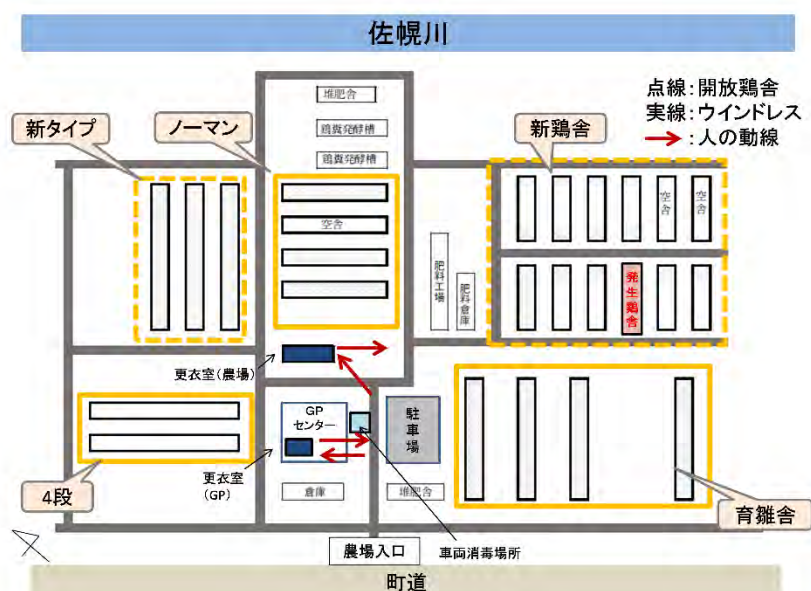 佐幌川
点線：開放鶏舎
実線：ウインドレス
：人の動線
新タイプ
ノーマン
新鶏舎
堆肥舎
鶏糞発酵槽
鶏糞発酵槽
空舎
空舎
空舎
肥料工場
肥料倉庫
発生鶏舎
更衣室（農場）
GP
センター
駐車場
4段
更衣室
（GP）
倉庫
堆肥舎
育雛舎
農場入口
車両消毒場所
町道